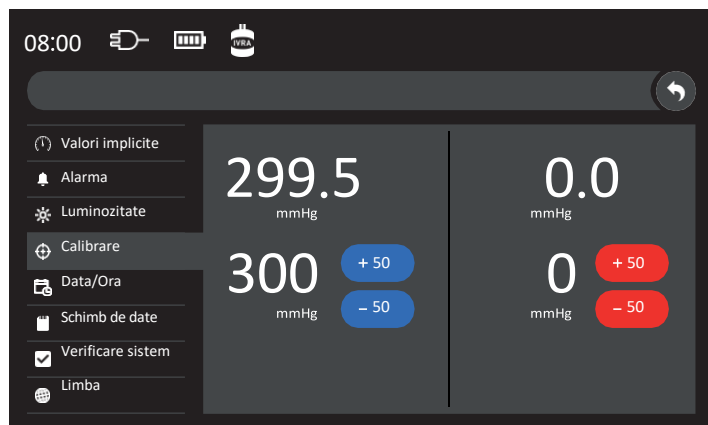 08:00
IVRA
Valori implicite
Alarma
Luminozitate
Calibrare
Data/Ora
Schimb de date
Verificare sistem
Limba
299.5
mmHg
300
mmHg
+ 50
– 50
0.0
mmHg
0
mmHg
+ 50
– 50